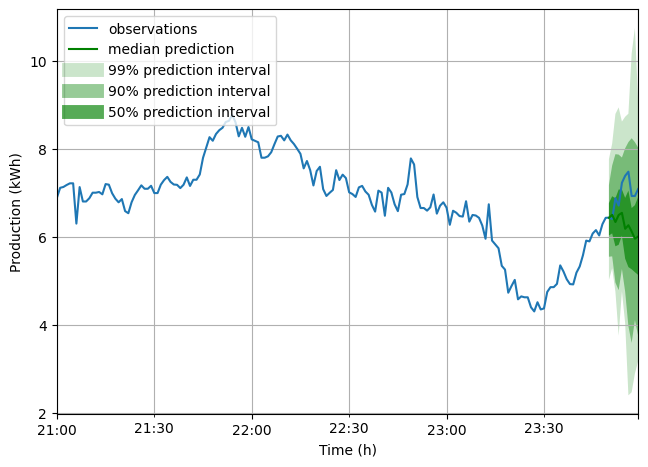 observations
median prediction
99% prediction interval
90% prediction interval
50% prediction interval
Production (kWh)
10
8
6
4
2
21:00
21:30
22:00
22:30
23:00
23:30
Time (h)